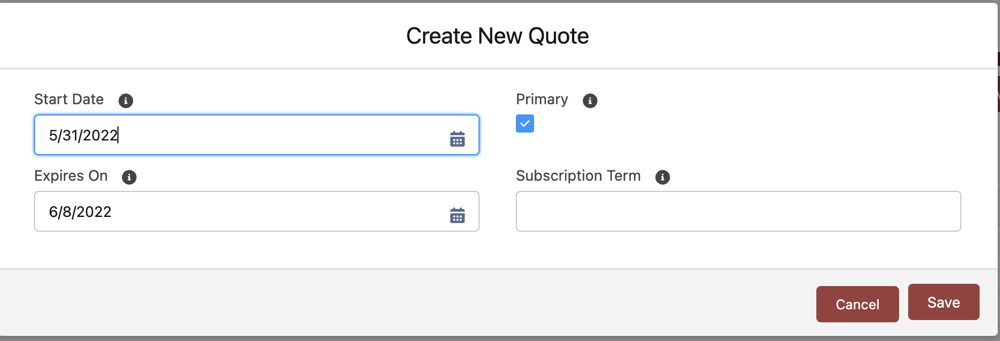 Create New Quote
Start Date
Primary
5/31/2022
Expires On
Subscription Term
6/8/2022
Cancel
Save